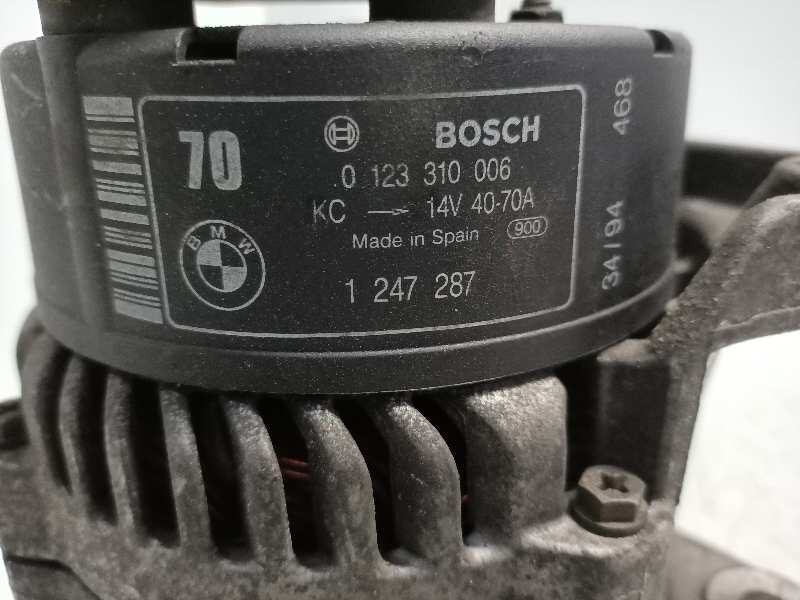 70
BOSCH
0 123 310 006
KC → 14V 40-70A
Made in Spain 900
BMW
1 247 287
34/94 468